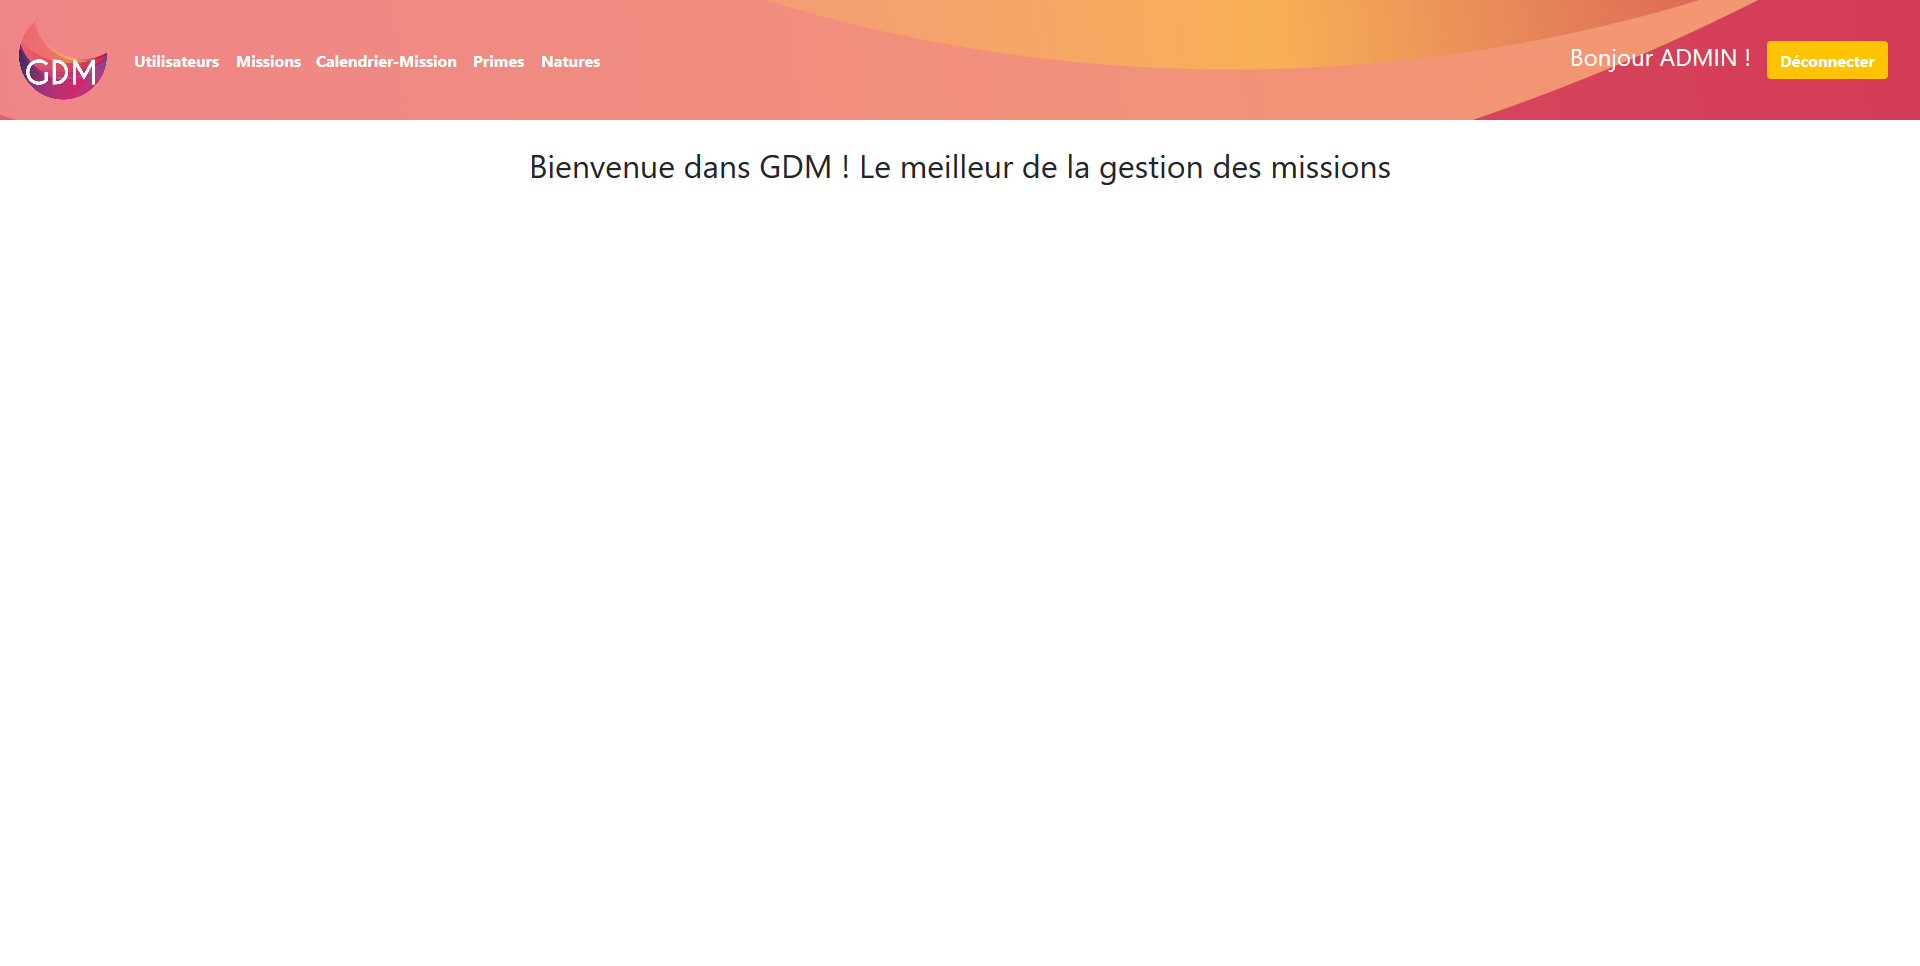 GDM
Utilisateurs Missions Calendrier-Mission Primes Natures
Bonjour ADMIN ! Déconnecter
Bienvenue dans GDM ! Le meilleur de la gestion des missions